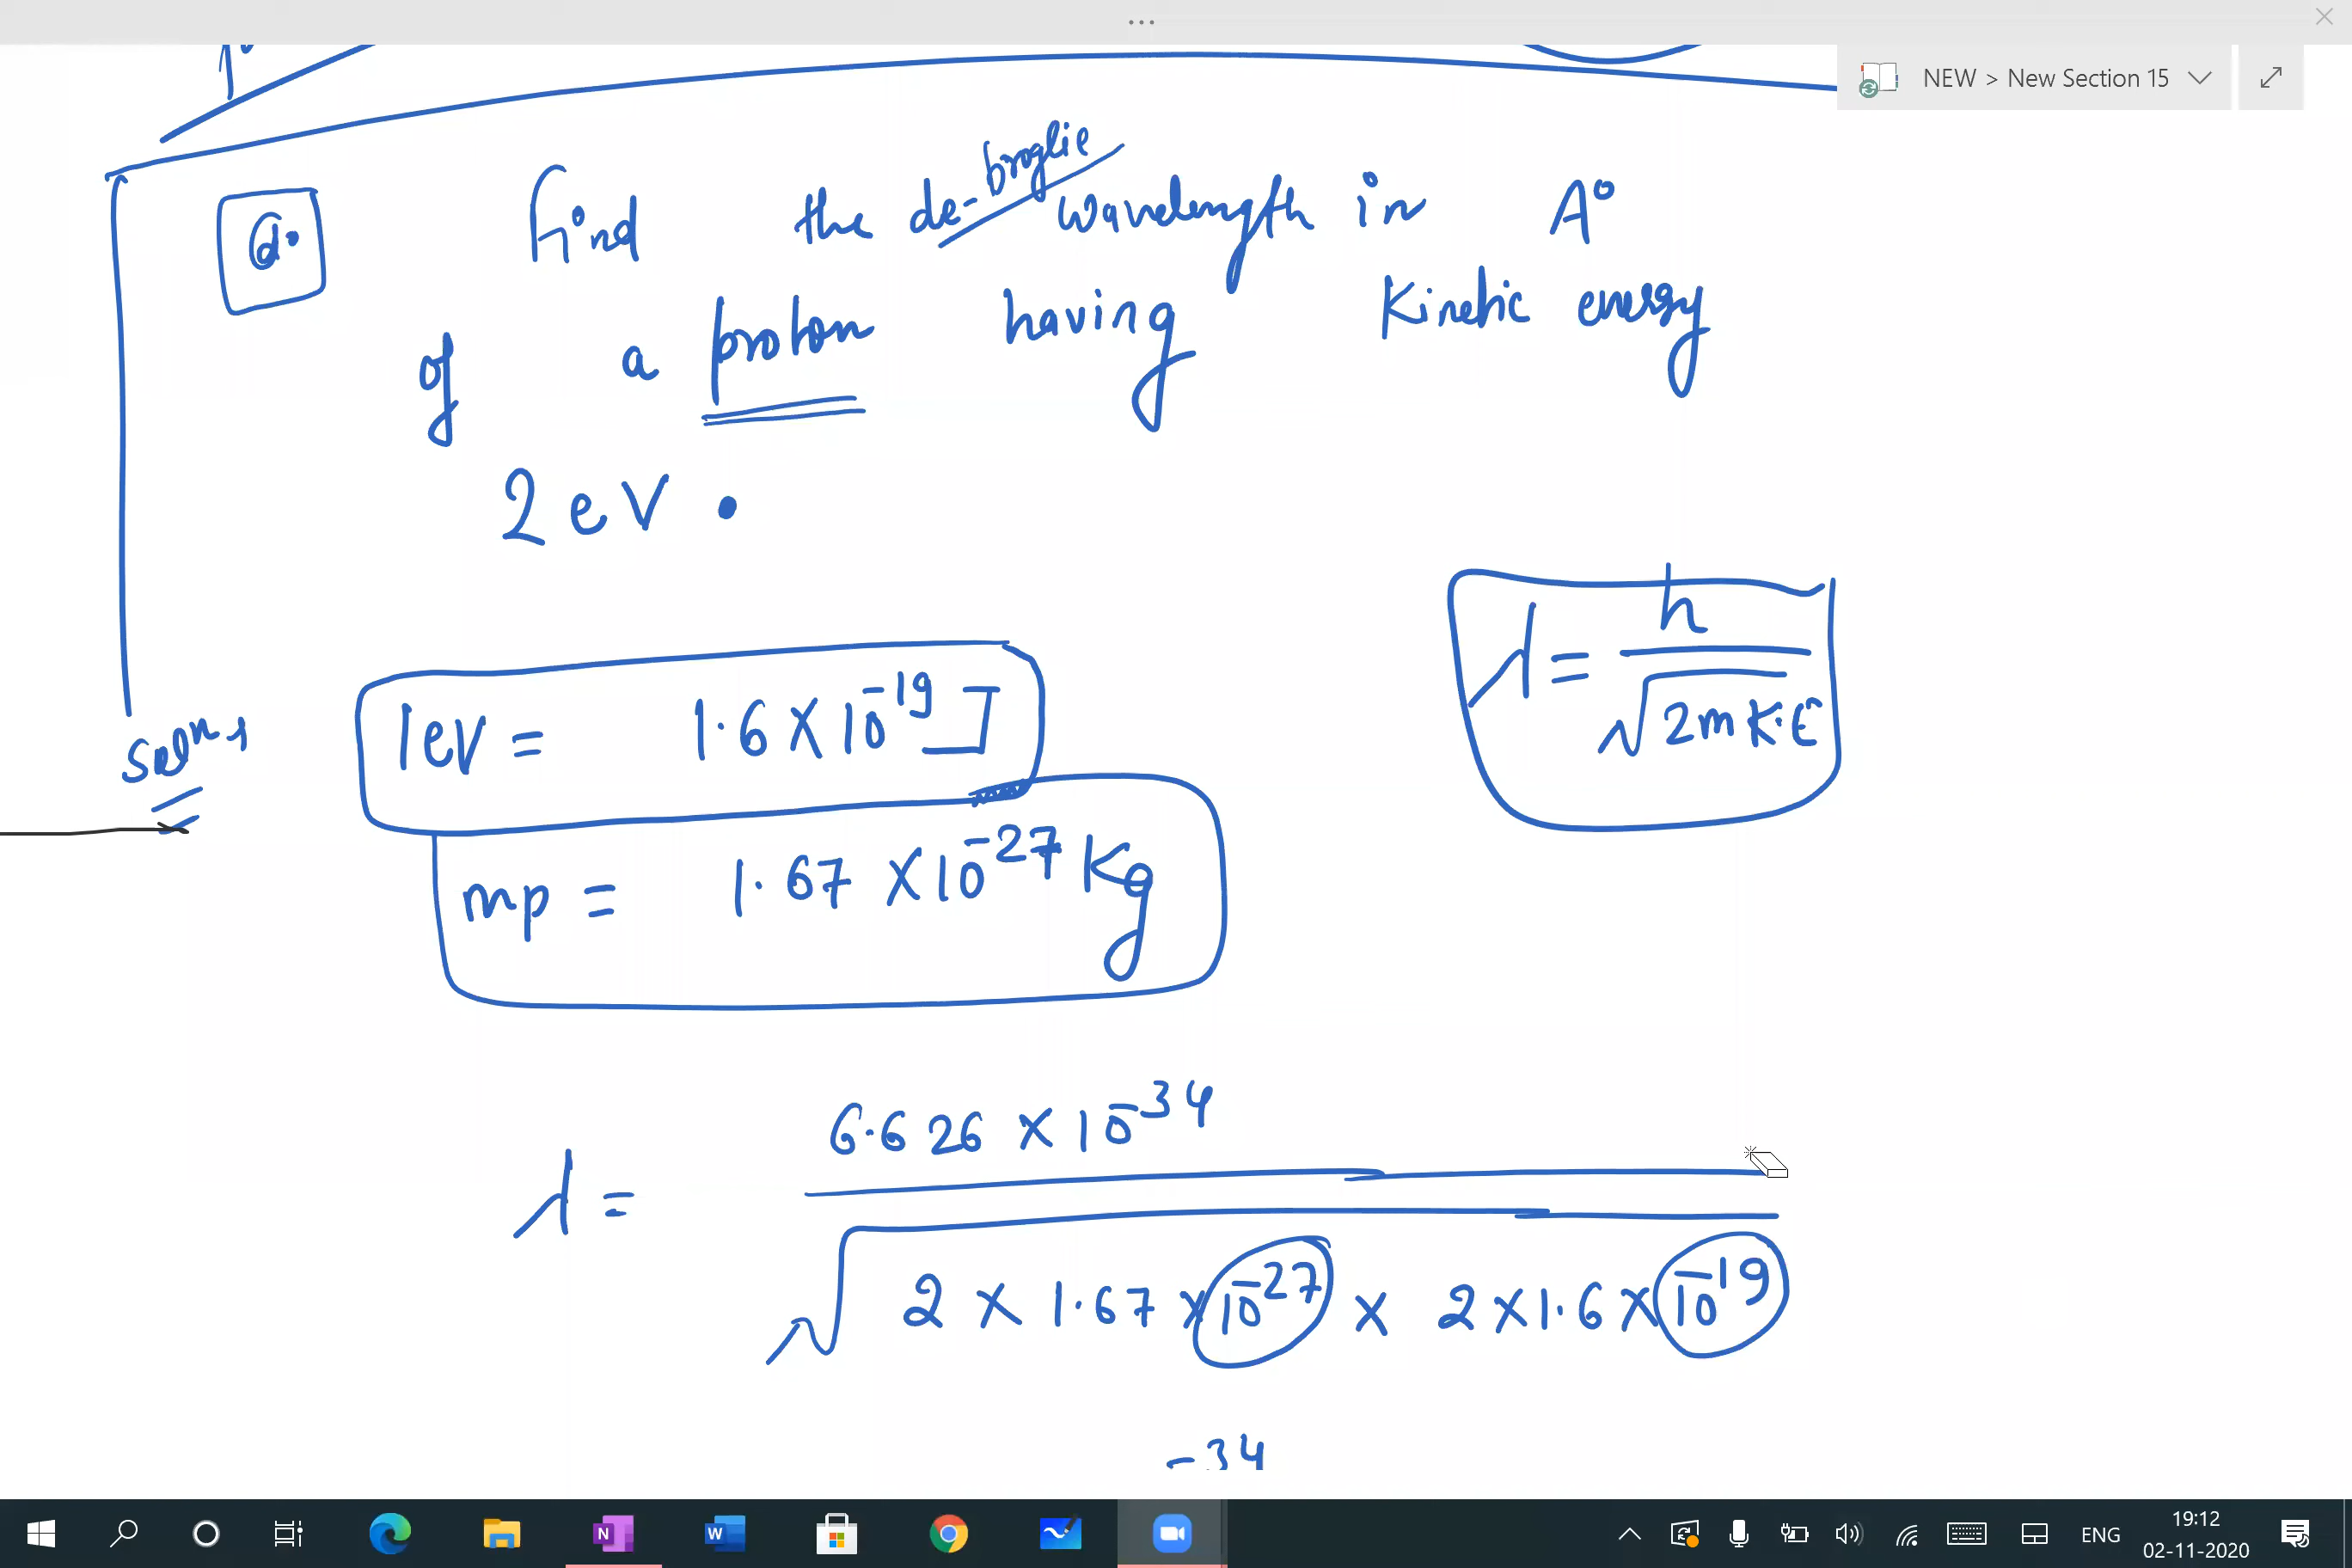 NEW > New Section 15
Find the de-broglie wavelength in A°
of a proton having Kinetic energy
2 eV .
λ = h / √2m K.E
1eV = 1.6 × 10⁻¹⁹ J
Solⁿ
mp = 1.67 × 10⁻²⁷ Kg
λ = 6.626 × 10⁻³⁴
√2 × 1.67 × 10⁻²⁷ × 2 × 1.6 × 10⁻¹⁹
-34
ENG
19:12
02-11-2020